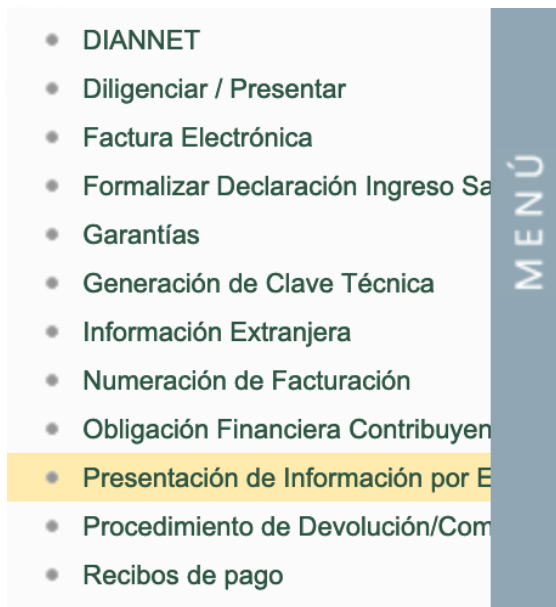 DIANNET
Diligenciar / Presentar
Factura Electrónica
Formalizar Declaración Ingreso Sa
Garantías
Generación de Clave Técnica
Información Extranjera
Numeración de Facturación
Obligación Financiera Contribuyen
Presentación de Información por E
Procedimiento de Devolución/Com
Recibos de pago
MENÚ